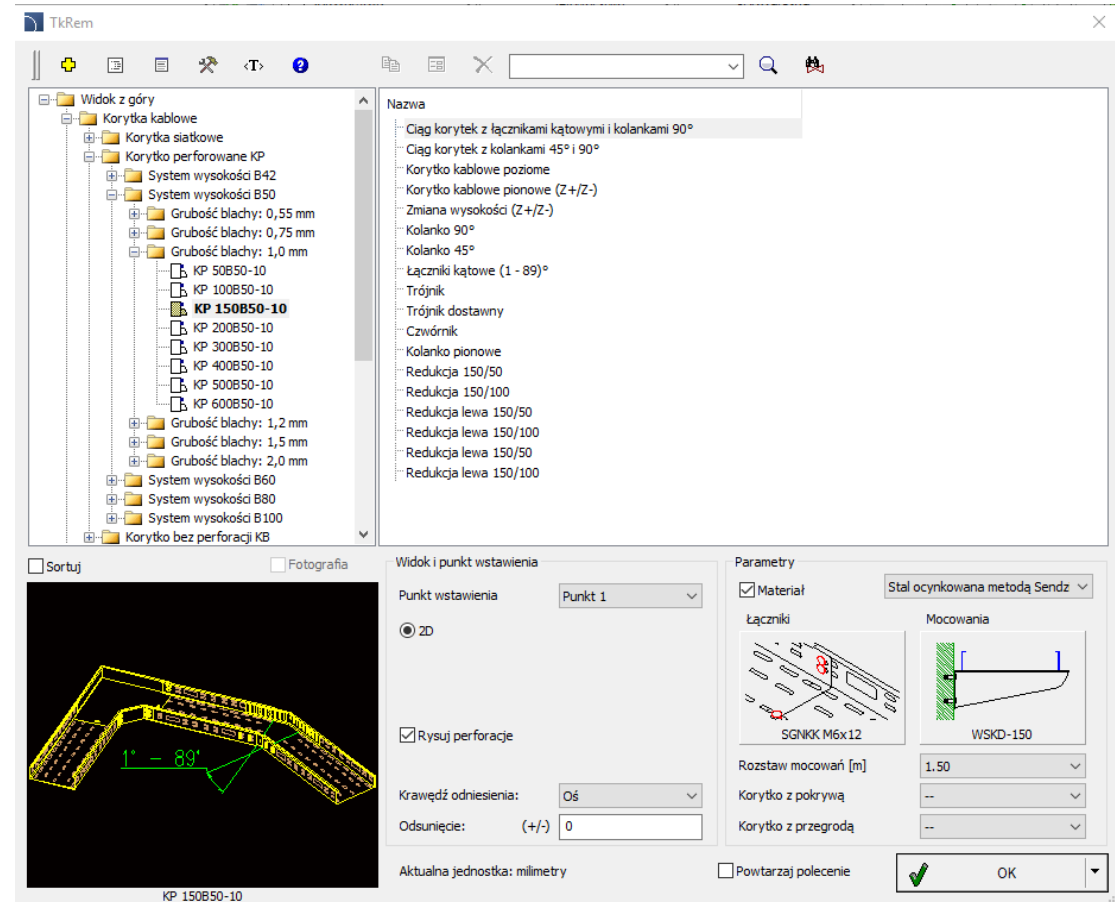 TkRem
<T>
Widok z góry
Korytka kablowe
Korytka siatkowe
Korytko perforowane KP
System wysokości B42
System wysokości B50
Grubość blachy: 0,55 mm
Grubość blachy: 0,75 mm
Grubość blachy: 1,0 mm
KP 50B50-10
KP 100B50-10
KP 150B50-10
KP 200B50-10
KP 300B50-10
KP 400B50-10
KP 500B50-10
KP 600B50-10
Grubość blachy: 1,2 mm
Grubość blachy: 1,5 mm
Grubość blachy: 2,0 mm
System wysokości B60
System wysokości B80
System wysokości B100
Korytko bez perforacji KB
Nazwa
Ciąg korytek z łącznikami kątowymi i kolankami 90°
Ciąg korytek z kolankami 45° i 90°
Korytko kablowe poziome
Korytko kablowe pionowe (Z+/Z-)
Zmiana wysokości (Z+/Z-)
Kolanko 90°
Kolanko 45°
Łączniki kątowe (1 - 89)°
Trójnik
Trójnik dostawny
Czwórnik
Kolanko pionowe
Redukcja 150/50
Redukcja 150/100
Redukcja lewa 150/50
Redukcja lewa 150/100
Redukcja lewa 150/50
Redukcja lewa 150/100
Sortuj
Fotografia
1° - 89°
KP 150B50-10
Widok i punkt wstawienia
Punkt wstawienia
Punkt 1
2D
Rysuj perforacje
Krawędź odniesienia:
Oś
Odsunięcie: (+/-)
0
Aktualna jednostka: milimetry
Parametry
Materiał
Stal ocynkowana metodą Sendz
Łączniki
Mocowania
SGNKK M6x12
WSKD-150
Rozstaw mocowań [m]
1.50
Korytko z pokrywą
--
Korytko z przegrodą
--
Powtarzaj polecenie
OK